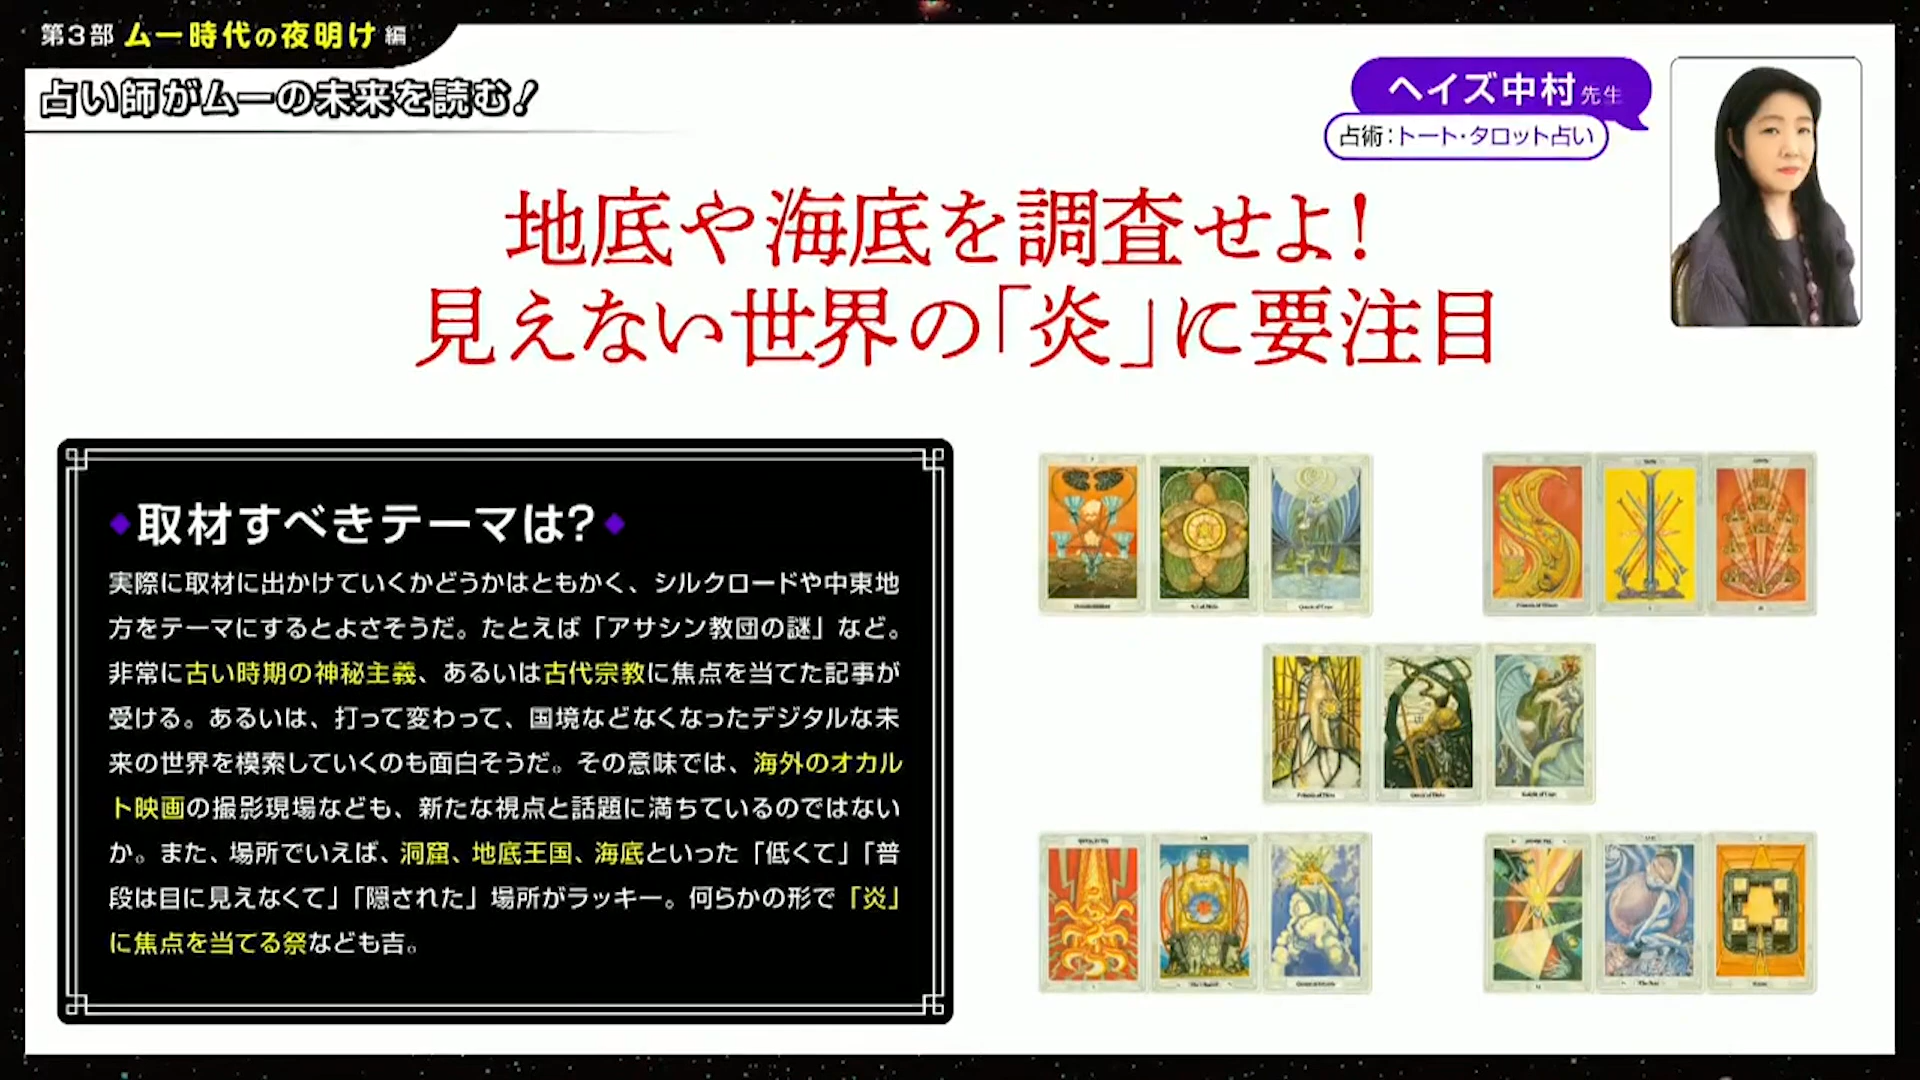 第3部 ムー時代の夜明け 編
占い師がムーの未来を読む!
ヘイズ中村 先生
占術:トート・タロット占い
地底や海底を調査せよ!
見えない世界の「炎」に要注目
取材すべきテーマは?
実際に取材に出かけていくかどうかはともかく、シルクロードや中東地
方をテーマにするとよさそうだ。たとえば「アサシン教団の謎」など。
非常に古い時期の神秘主義、あるいは古代宗教に焦点を当てた記事が
受ける。あるいは、打って変わって、国境などなくなったデジタルな未
来の世界を模索していくのも面白そうだ。その意味では、海外のオカル
ト映画の撮影現場なども、新たな視点と話題に満ちているのではない
か。また、場所でいえば、洞窟、地底王国、海底といった「低くて」「普
段は目に見えなくて」「隠された」場所がラッキー。何らかの形で「炎」
に焦点を当てる祭なども吉。